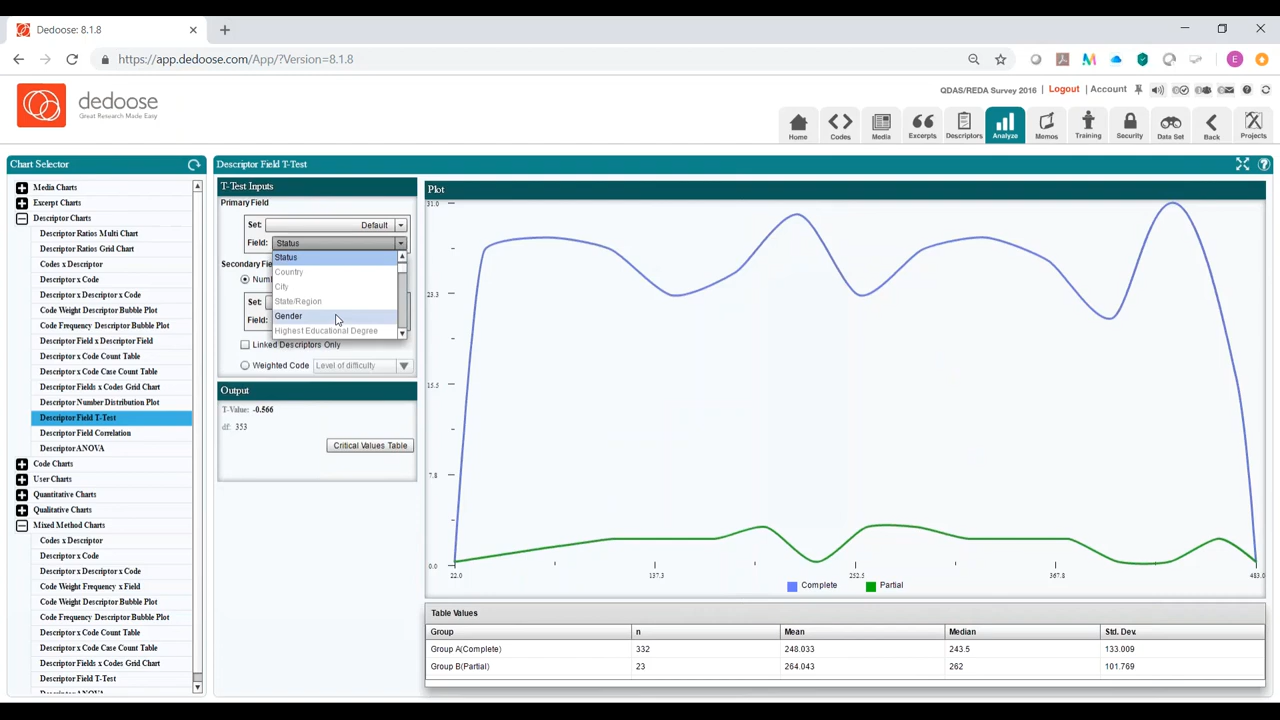 Dedoose: 8.1.8
https://app.dedoose.com/App/?Version=8.1.8
E
dedoose
Great Research Made Easy
QDAS/REDA Survey 2016 | Logout | Account
Home
Codes
Media
Excerpts
Descriptors
Analyze
Memos
Training
Security
Data Set
Back
Projects
Chart Selector
Media Charts
Excerpt Charts
Descriptor Charts
Descriptor Ratios Multi Chart
Descriptor Ratios Grid Chart
Codes x Descriptor
Descriptor x Code
Descriptor x Descriptor x Code
Code Weight Descriptor Bubble Plot
Code Frequency Descriptor Bubble Plot
Descriptor Field x Descriptor Field
Descriptor x Code Count Table
Descriptor x Code Case Count Table
Descriptor Fields x Codes Grid Chart
Descriptor Number Distribution Plot
Descriptor Field T-Test
Descriptor Field Correlation
Descriptor ANOVA
Code Charts
User Charts
Quantitative Charts
Qualitative Charts
Mixed Method Charts
Codes x Descriptor
Descriptor x Code
Descriptor x Descriptor x Code
Code Weight Frequency x Field
Code Weight Descriptor Bubble Plot
Code Frequency Descriptor Bubble Plot
Descriptor x Code Count Table
Descriptor x Code Case Count Table
Descriptor Fields x Codes Grid Chart
Descriptor Field T-Test
Descriptor ANOVA
Descriptor Field T-Test
T-Test Inputs
Primary Field
Set: Default
Field: Status
Status
Country
City
State/Region
Gender
Highest Educational Degree
Secondary Fie
Num
Set:
Field:
Linked Descriptors Only
Weighted Code Level of difficulty
Output
T-Value: -0.566
df: 353
Critical Values Table
Plot
31.0
23.3
15.5
7.8
0.0
22.0 137.3 252.5 367.8 483.0
Complete Partial
Table Values
Group n Mean Median Std. Dev.
Group A(Complete) 332 248.033 243.5 133.009
Group B(Partial) 23 264.043 262 101.769